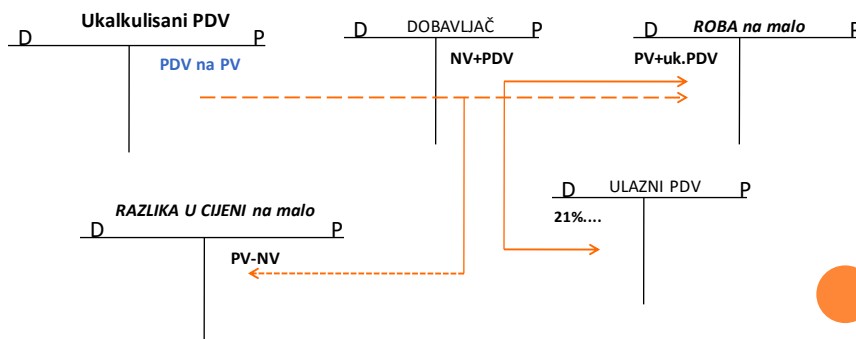 Ukalkulisani PDV
D P
PDV na PV
DOBAVLJAČ
D P
NV+PDV
ROBA na malo
D P
PV+uk.PDV
RAZLIKA U CIJENI na malo
D P
PV-NV
ULAZNI PDV
D P
21%....